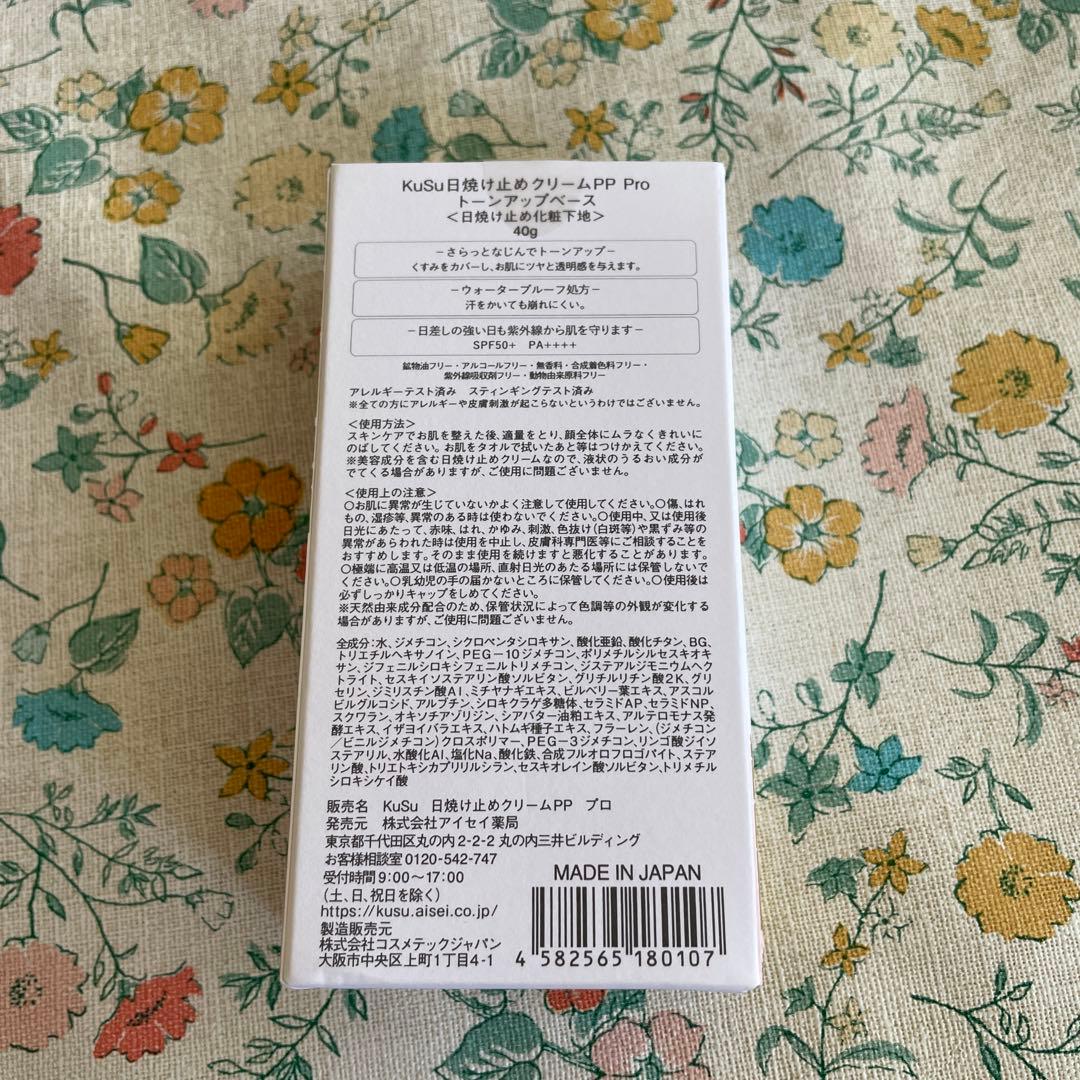 KuSu日焼け止めクリームPP Pro
トーンアップベース
＜日焼け止め化粧下地＞
40g
−さらっとなじんでトーンアップ−
くすみをカバーし、お肌にツヤと透明感を与えます。
−ウォータープルーフ処方−
汗をかいても崩れにくい。
−日差しの強い日も紫外線から肌を守ります−
SPF50+ PA++++
鉱物油フリー・アルコールフリー・無香料・合成着色料フリー・
紫外線吸収剤フリー・動物由来原料フリー
アレルギーテスト済み スティンギングテスト済み
※全ての方にアレルギーや皮膚刺激が起こらないというわけではございません。
＜使用方法＞
スキンケアでお肌を整えた後、適量をとり、顔全体にムラなくきれいに
のばしてください。お肌をタオルで拭いたあと等はつけかえてください。
※美容成分を含む日焼け止めクリームなので、液状のうるおい成分が
でてくる場合がありますが、ご使用に問題ございません。
＜使用上の注意＞
○お肌に異常が生じていないかよく注意して使用してください。○傷、はれ
もの、湿疹等、異常のある時は使わないでください。○使用中、又は使用後
日光にあたって、赤味、はれ、かゆみ、刺激、色抜け(白斑等)や黒ずみ等の
異常があらわれた時は使用を中止し、皮膚科専門医等にご相談することを
おすすめします。そのまま使用を続けますと悪化することがあります。
○極端に高温又は低温の場所、直射日光のあたる場所には保管しないで
ください。○乳幼児の手の届かないところに保管してください。○使用後は
必ずしっかりキャップをしめてください。
※天然由来成分配合のため、保管状況によって色調等の外観が変化する
場合がありますが、ご使用に問題ございません。
全成分：水、ジメチコン、シクロペンタシロキサン、酸化亜鉛、酸化チタン、BG、
トリエチルヘキサノイン、PEG−10ジメチコン、ポリメチルシルセスキオキ
サン、ジフェニルシロキシフェニルトリメチコン、ジステアルジモニウムヘクト
ライト、セスキイソステアリン酸ソルビタン、グリチルリチン酸2K、グリ
セリン、ジミリスチン酸Al、ミチヤナギエキス、ビルベリー葉エキス、アスコル
ビルグルコシド、アルブチン、シロキクラゲ多糖体、セラミドAP、セラミドNP、
スクワラン、オキソチアゾリジン、シアバター油粕エキス、アルテロモナス発
酵エキス、イザヨイバラエキス、ハトムギ種子エキス、フラーレン、(ジメチコン
／ビニルジメチコン)クロスポリマー、PEG−3ジメチコン、リンゴ酸ジイソ
ステアリル、水酸化Al、塩化Na、酸化鉄、合成フルオロフロゴパイト、ステア
リン酸、トリエトキシカプリリルシラン、セスキオレイン酸ソルビタン、トリメチル
シロキシケイ酸
販売名 KuSu 日焼け止めクリームPP プロ
発売元 株式会社アイセイ薬局
東京都千代田区丸の内2-2-2 丸の内三井ビルディング
お客様相談室0120-542-747
受付時間9:00〜17:00
（土、日、祝日を除く）
https://kusu.aisei.co.jp/
製造販売元
株式会社コスメテックジャパン
大阪市中央区上町1丁目4-1
MADE IN JAPAN
4 582565 180107